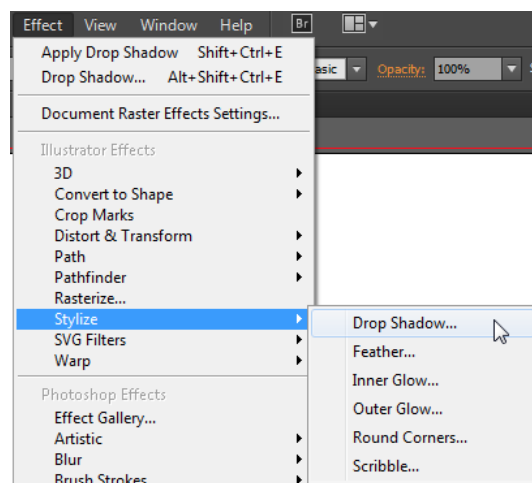 Effect View Window Help Br
Apply Drop Shadow Shift+Ctrl+E
Drop Shadow... Alt+Shift+Ctrl+E
Opacity: 100%
Document Raster Effects Settings...
Illustrator Effects
3D
Convert to Shape
Crop Marks
Distort & Transform
Path
Pathfinder
Rasterize...
Stylize
SVG Filters
Warp
Drop Shadow...
Feather...
Inner Glow...
Outer Glow...
Round Corners...
Scribble...
Photoshop Effects
Effect Gallery...
Artistic
Blur
Brush Strokes